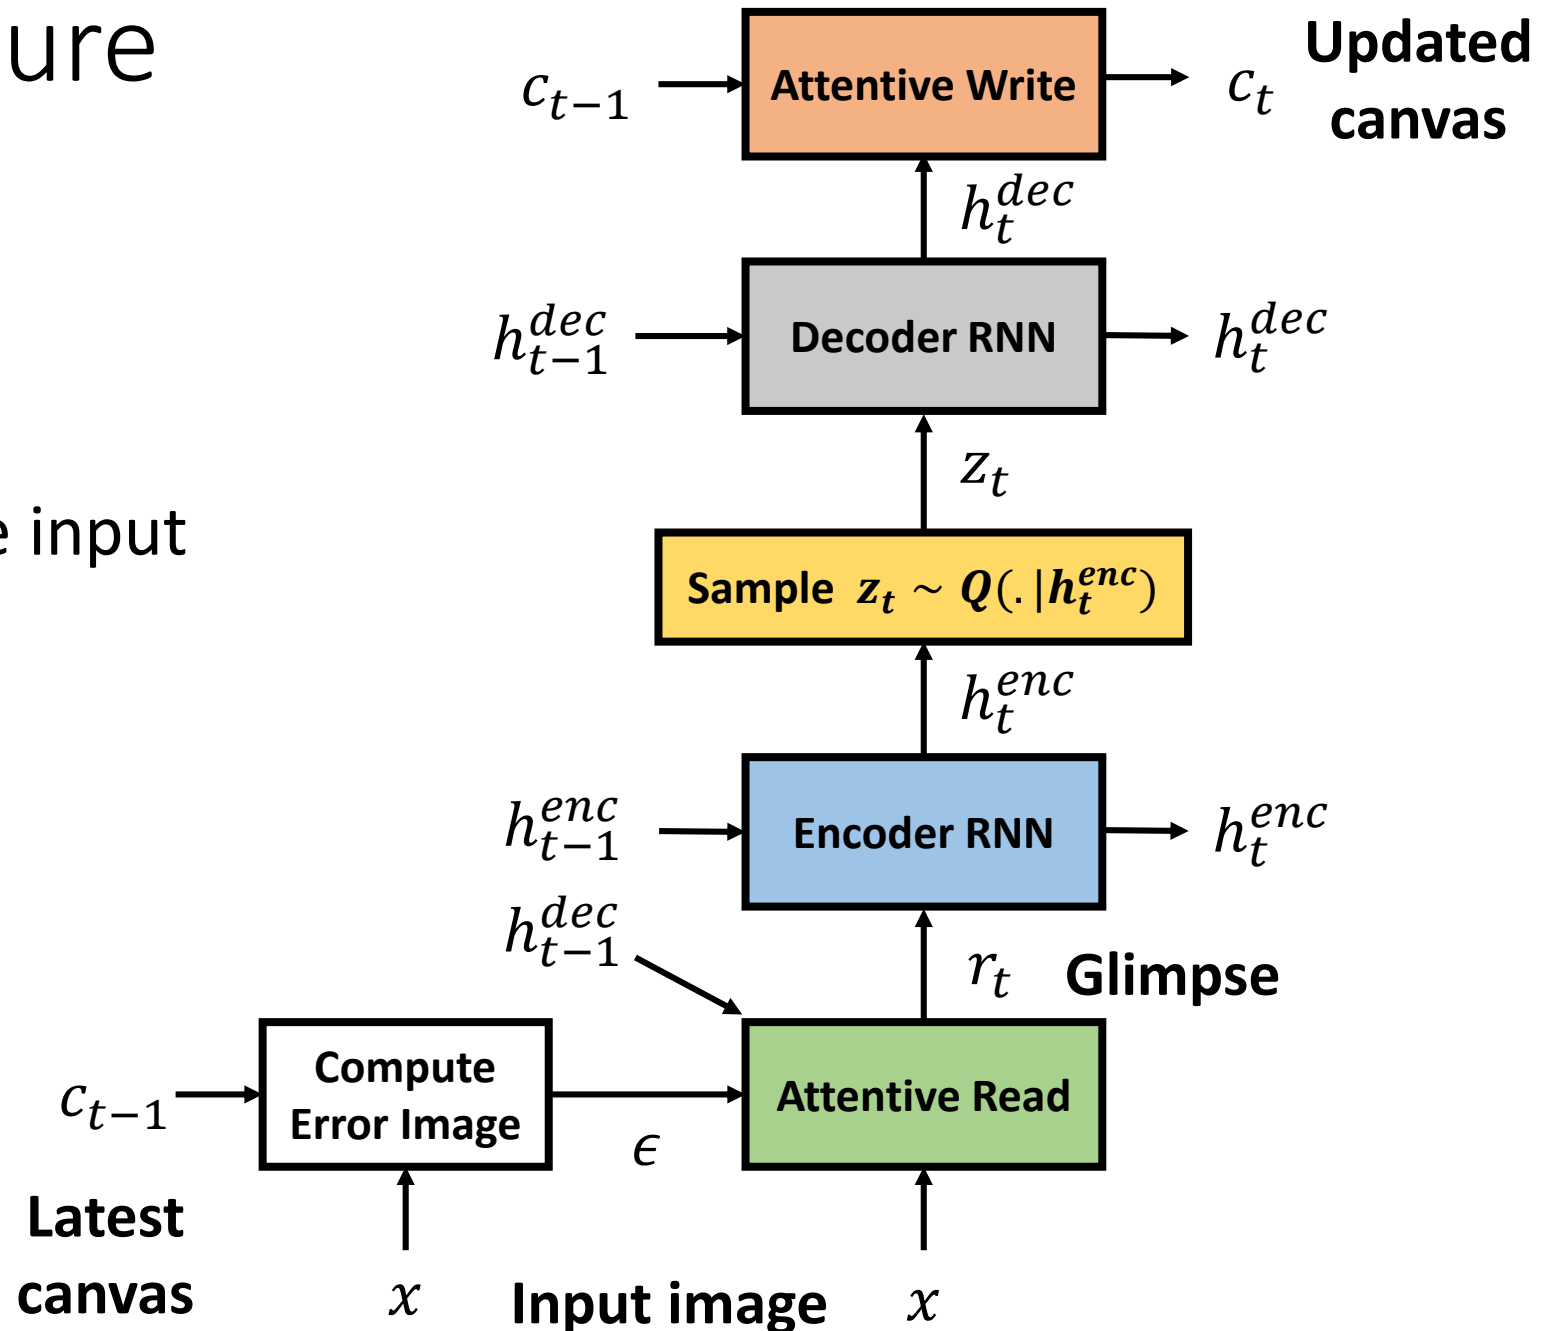 ure
Updated
canvas
c_{t-1}
Attentive Write
c_t
h_t^{dec}
h_{t-1}^{dec}
Decoder RNN
h_t^{dec}
z_t
e input
Sample z_t ~ Q(.|h_t^{enc})
h_t^{enc}
h_{t-1}^{enc}
Encoder RNN
h_t^{enc}
h_{t-1}^{dec}
r_t
Glimpse
c_{t-1}
Compute
Error Image
ϵ
Attentive Read
Latest
canvas
x
Input image
x